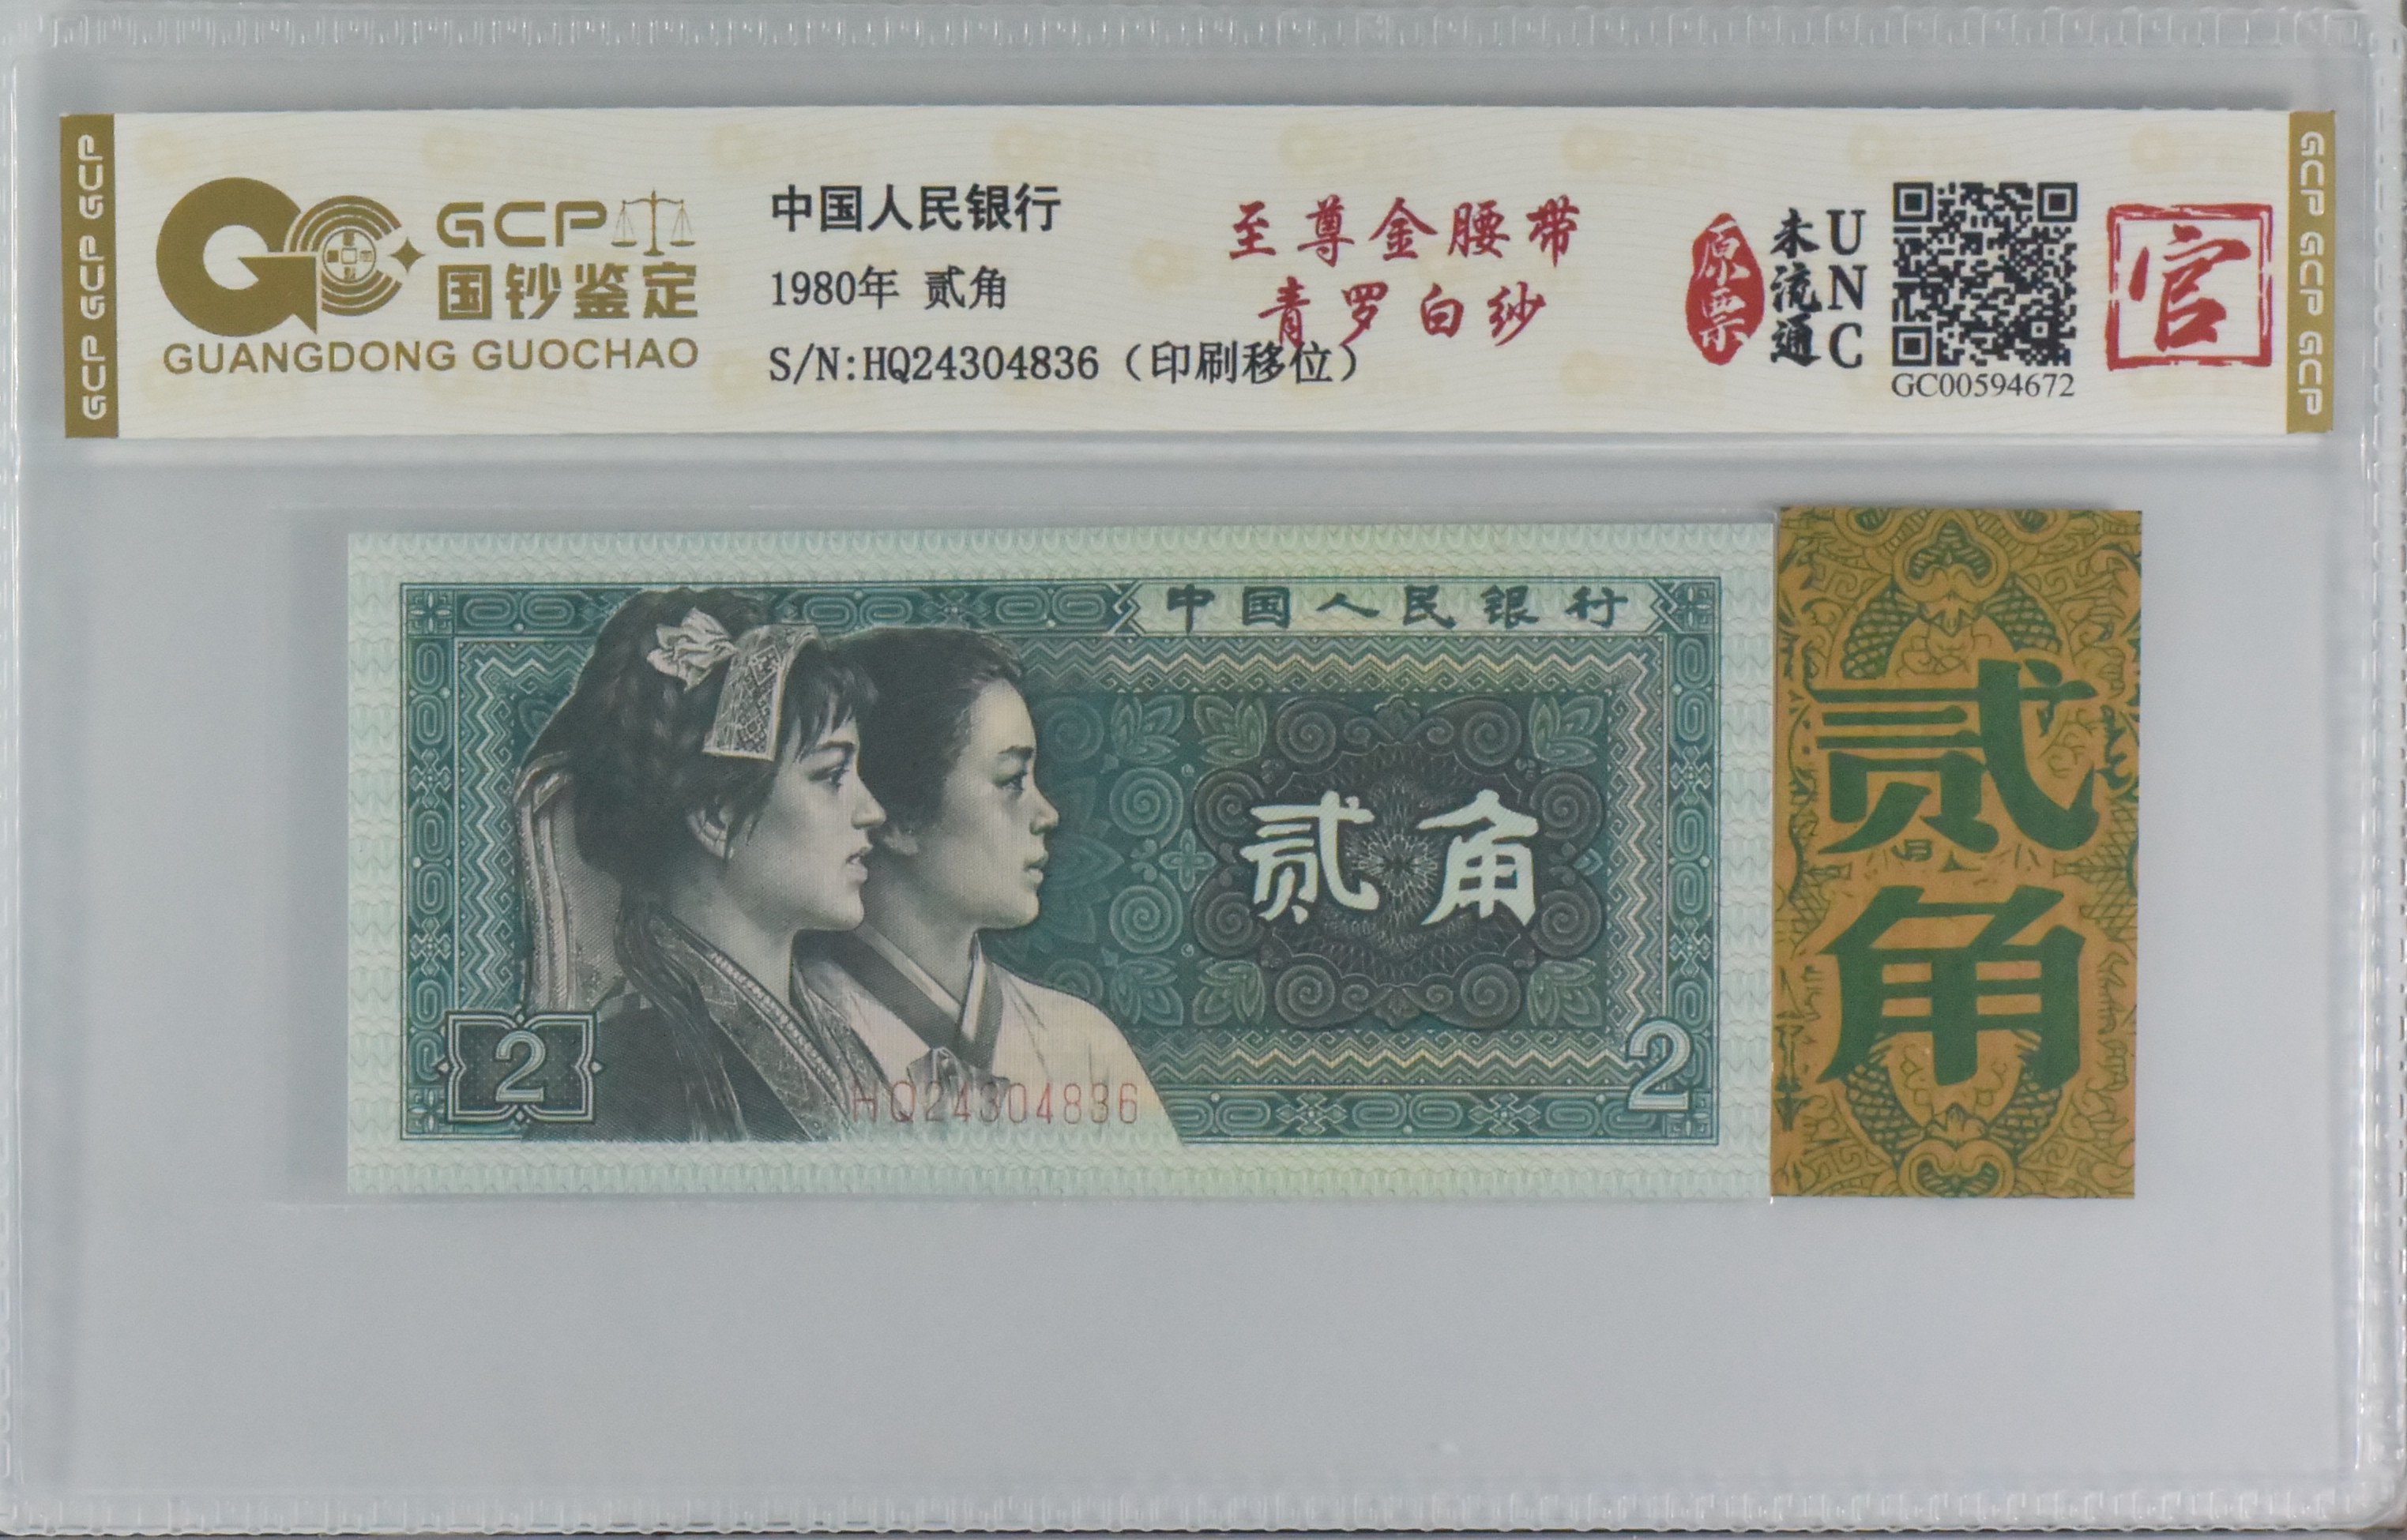 GCP GCP GCP
GCP
国钞鉴定
GUANGDONG GUOCHAO
中国人民银行
1980年 贰角
S/N:HQ24304836（印刷移位）
至尊金腰带
青罗白纱
原票
未流通
UNC
GC00594672
官
GCP GCP GCP
中国人民银行
贰角
2
2
HQ24304836
贰角